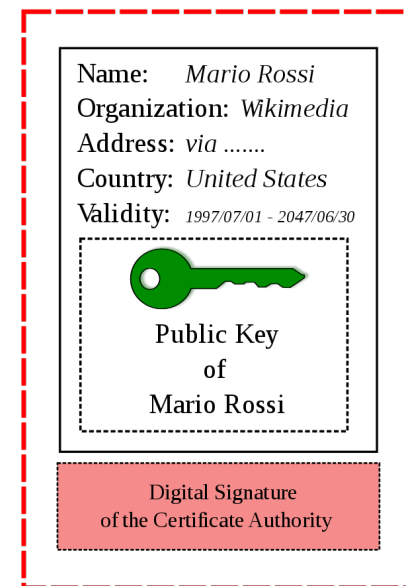 Name: Mario Rossi
Organization: Wikimedia
Address: via .......
Country: United States
Validity: 1997/07/01 - 2047/06/30
Public Key
of
Mario Rossi
Digital Signature
of the Certificate Authority